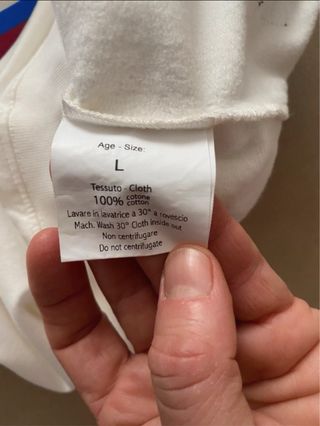 Age - Size:
L
Tessuto - Cloth
100% cotone
cotton
Lavare in lavatrice a 30° a rovescio
Mach. Wash 30° Cloth inside out
Non centrifugare
Do not centrifugate